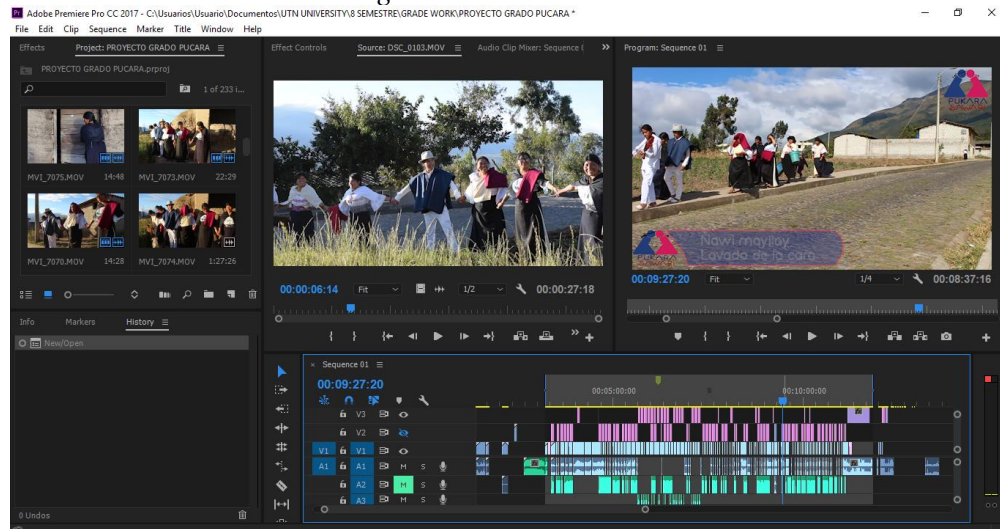 Adobe Premiere Pro CC 2017 - C:\Usuarios\Usuario\Documentos\UTN UNIVERSITY\8 SEMESTRE\GRADE WORK\PROYECTO GRADO PUCARA *
File Edit Clip Sequence Marker Title Window Help
Effects Project: PROYECTO GRADO PUCARA
Effect Controls Source: DSC_0103.MOV Audio Clip Mixer: Sequence
Program: Sequence 01
PROYECTO GRADO PUCARA.prproj
1 of 233 i...
MVI_7075.MOV 14:48 MVI_7073.MOV 22:29
MVI_7070.MOV 14:28 MVI_7074.MOV 1:27:26
PUKARA
Ñawi mayllay
Lavado de la cara
00:00:06:14 Fit 1/2 00:00:27:18
00:09:27:20 Fit 1/4 00:08:37:16
Info Markers History
New/Open
0 Undos
× Sequence 01
00:09:27:20
00:05:00:00 00:10:00:00
V3
V2
V1 V1
A1 A1 M S
A2 M S
A3 M S